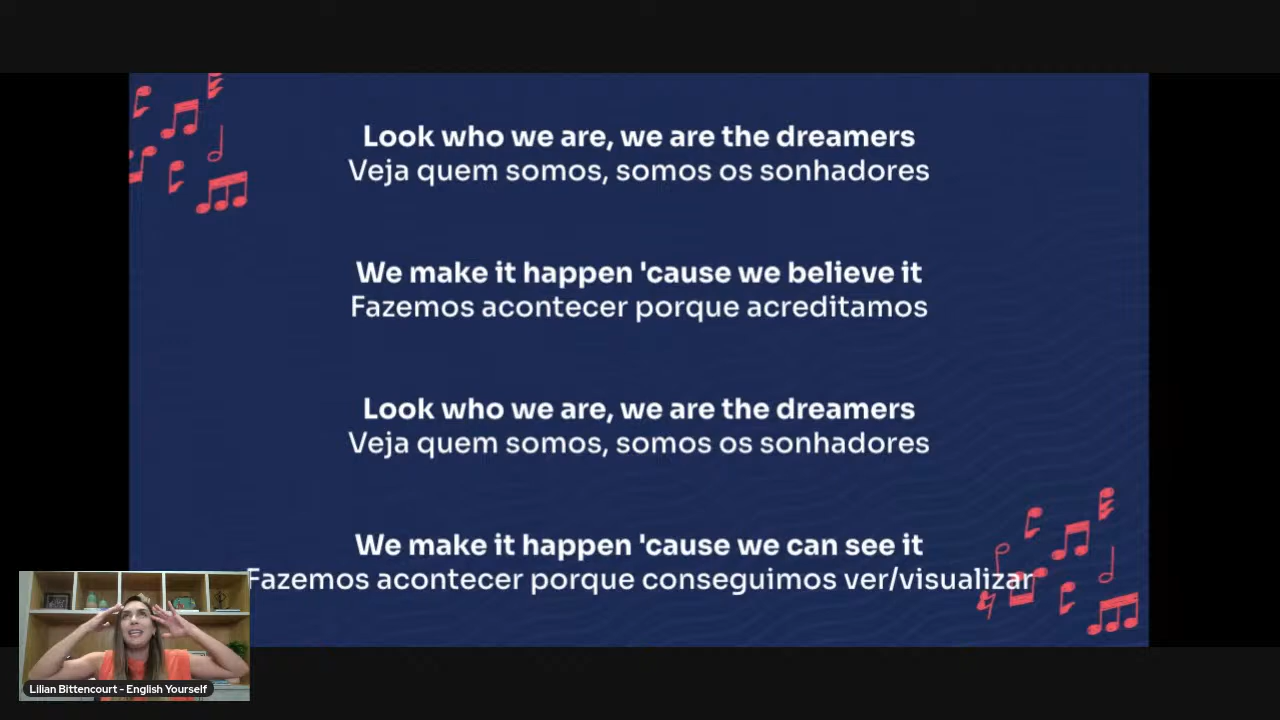 Look who we are, we are the dreamers
Veja quem somos, somos os sonhadores
We make it happen 'cause we believe it
Fazemos acontecer porque acreditamos
Look who we are, we are the dreamers
Veja quem somos, somos os sonhadores
We make it happen 'cause we can see it
Fazemos acontecer porque conseguimos ver/visualizar
Lilian Bittencourt - English Yourself